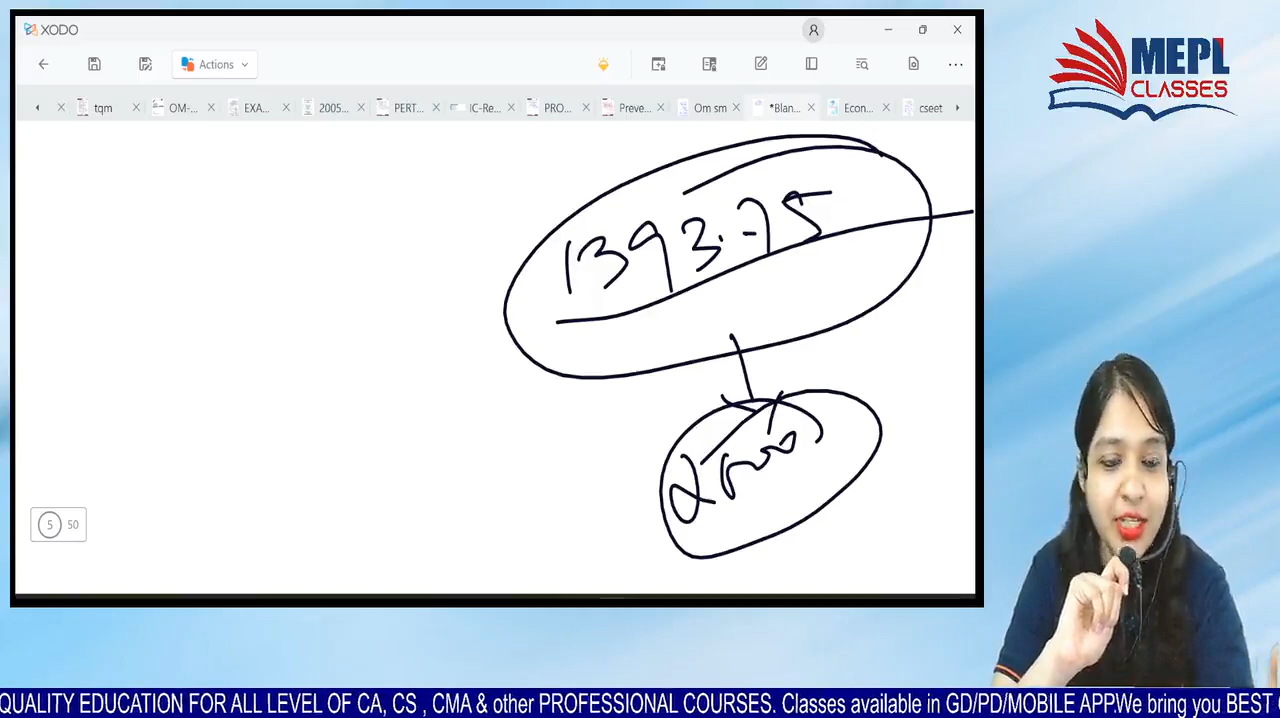 XODO
Actions
tqm
OM-...
EXA...
2005...
PERT...
IC-Re...
PRO...
Preve...
Om sm
*Blan...
Econ...
cseet
MEPL
CLASSES
1393.75
5 50
QUALITY EDUCATION FOR ALL LEVEL OF CA, CS , CMA & other PROFESSIONAL COURSES. Classes available in GD/PD/MOBILE APP.We bring you BEST